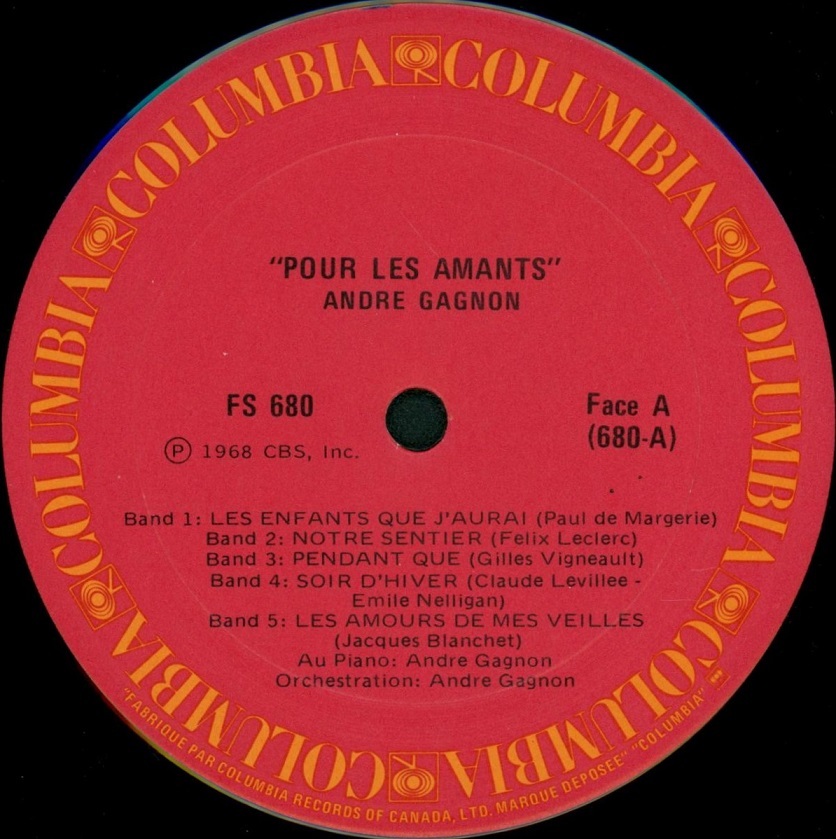 COLUMBIA COLUMBIA COLUMBIA COLUMBIA COLUMBIA COLUMBIA
"POUR LES AMANTS"
ANDRE GAGNON
FS 680
Face A
(680-A)
Ⓟ 1968 CBS, Inc.
Band 1: LES ENFANTS QUE J'AURAI (Paul de Margerie)
Band 2: NOTRE SENTIER (Felix Leclerc)
Band 3: PENDANT QUE (Gilles Vigneault)
Band 4: SOIR D'HIVER (Claude Levillee -
Emile Nelligan)
Band 5: LES AMOURS DE MES VEILLES
(Jacques Blanchet)
Au Piano: Andre Gagnon
Orchestration: Andre Gagnon
"FABRIQUE PAR COLUMBIA RECORDS OF CANADA, LTD. MARQUE DEPOSEE" "COLUMBIA"